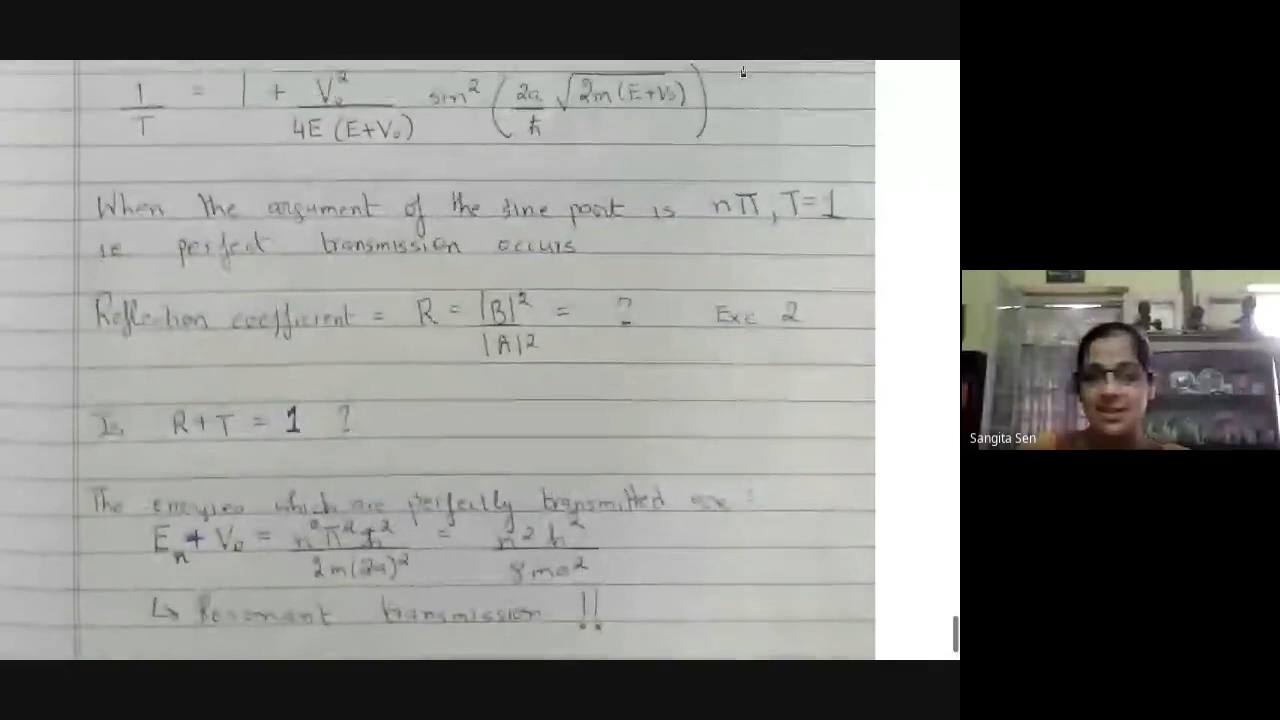 1/T = 1 + V₀²/4E(E+V₀) sin² (2a/ħ √2m(E+V₀))
When the argument of the sine part is nπ, T=1
ie perfect transmission occurs
Reflection coefficient = R = |B|²/|A|² = ? Exc 2
Is R+T = 1 ?
The energies which are perfectly transmitted are :
Eₙ + V₀ = n²π²ħ²/2m(2a)² = n²h²/8ma²
↳ Resonant transmission !!
Sangita Sen